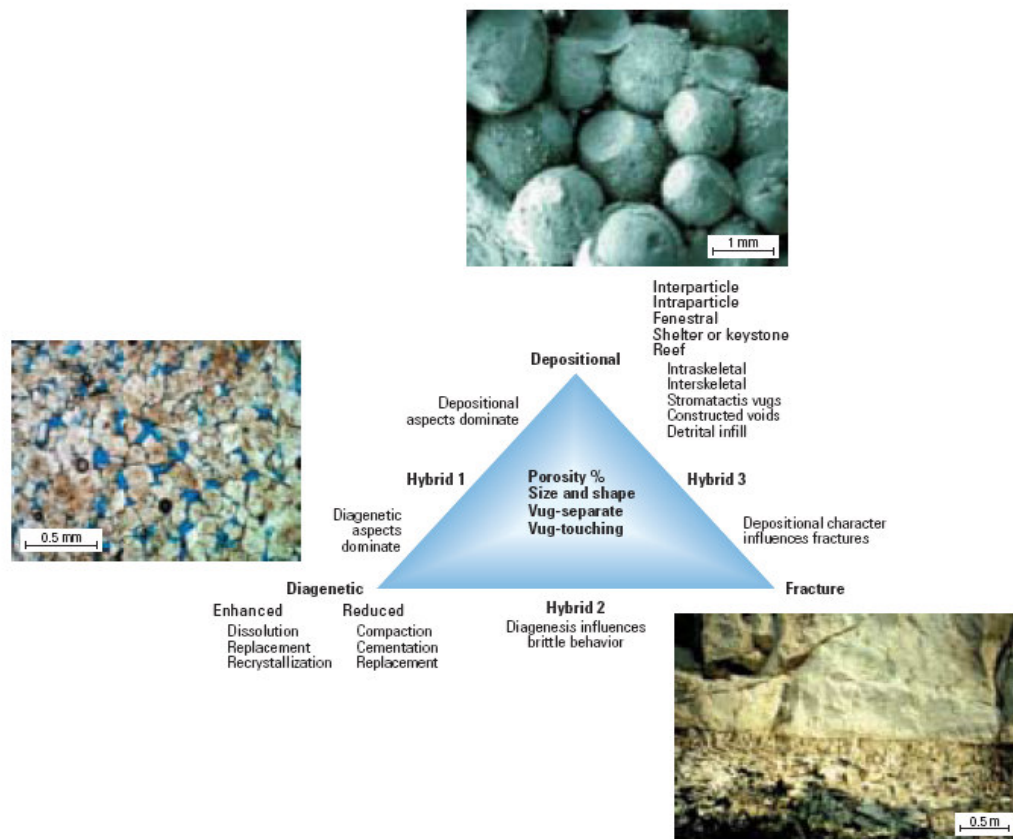 1 mm
Interparticle
Intraparticle
Fenestral
Shelter or keystone
Reef
Intraskeletal
Interskeletal
Stromatactis vugs
Constructed voids
Detrital infill
Depositional
Depositional
aspects dominate
Hybrid 1
Diagenetic
aspects
dominate
Porosity %
Size and shape
Vug-separate
Vug-touching
Hybrid 3
Depositional character
influences fractures
0.5 mm
Diagenetic
Enhanced
Dissolution
Replacement
Recrystallization
Reduced
Compaction
Cementation
Replacement
Hybrid 2
Diagenesis influences
brittle behavior
Fracture
0.5 m